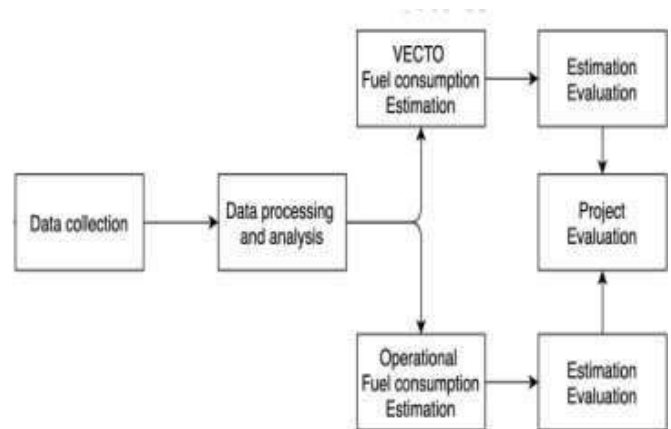 VECTO
Fuel consumption
Estimation
Estimation
Evaluation
Data collection
Data processing
and analysis
Project
Evaluation
Operational
Fuel consumption
Estimation
Estimation
Evaluation